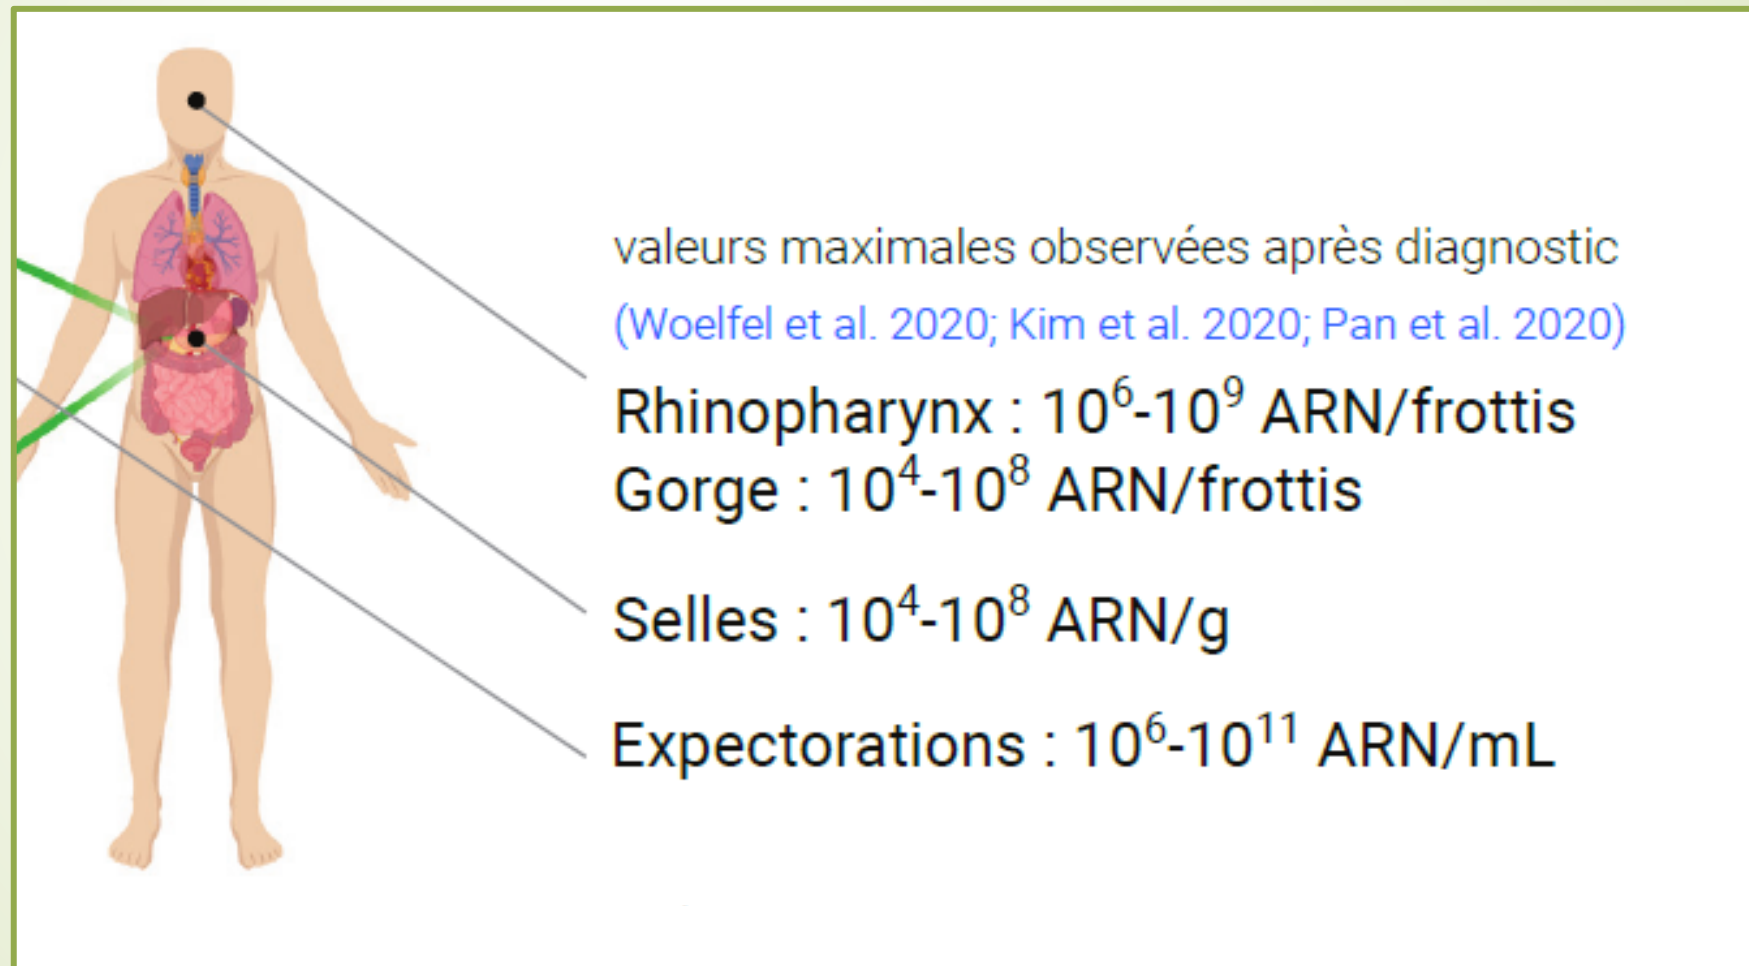 valeurs maximales observées après diagnostic
(Woelfel et al. 2020; Kim et al. 2020; Pan et al. 2020)
Rhinopharynx : 10⁶-10⁹ ARN/frottis
Gorge : 10⁴-10⁸ ARN/frottis
Selles : 10⁴-10⁸ ARN/g
Expectorations : 10⁶-10¹¹ ARN/mL